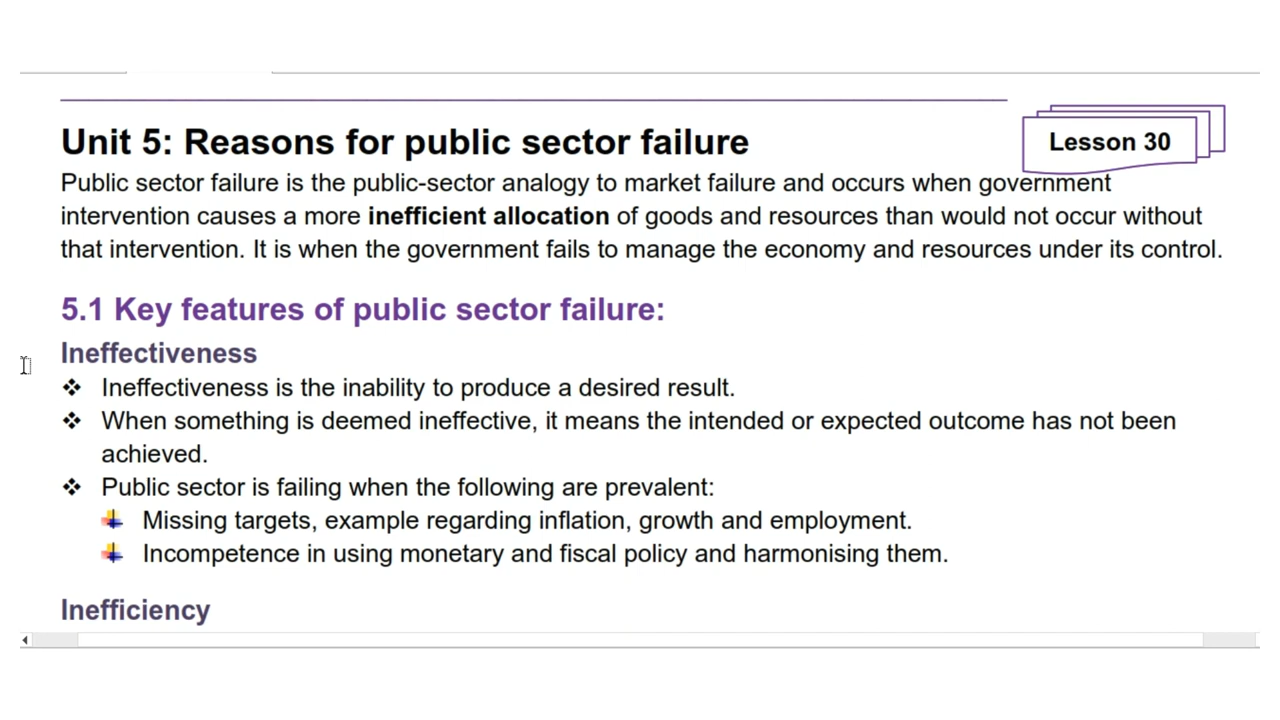 Unit 5: Reasons for public sector failure
Lesson 30
Public sector failure is the public-sector analogy to market failure and occurs when government
intervention causes a more inefficient allocation of goods and resources than would not occur without
that intervention. It is when the government fails to manage the economy and resources under its control.
5.1 Key features of public sector failure:
Ineffectiveness
❖ Ineffectiveness is the inability to produce a desired result.
❖ When something is deemed ineffective, it means the intended or expected outcome has not been
achieved.
❖ Public sector is failing when the following are prevalent:
Missing targets, example regarding inflation, growth and employment.
Incompetence in using monetary and fiscal policy and harmonising them.
Inefficiency